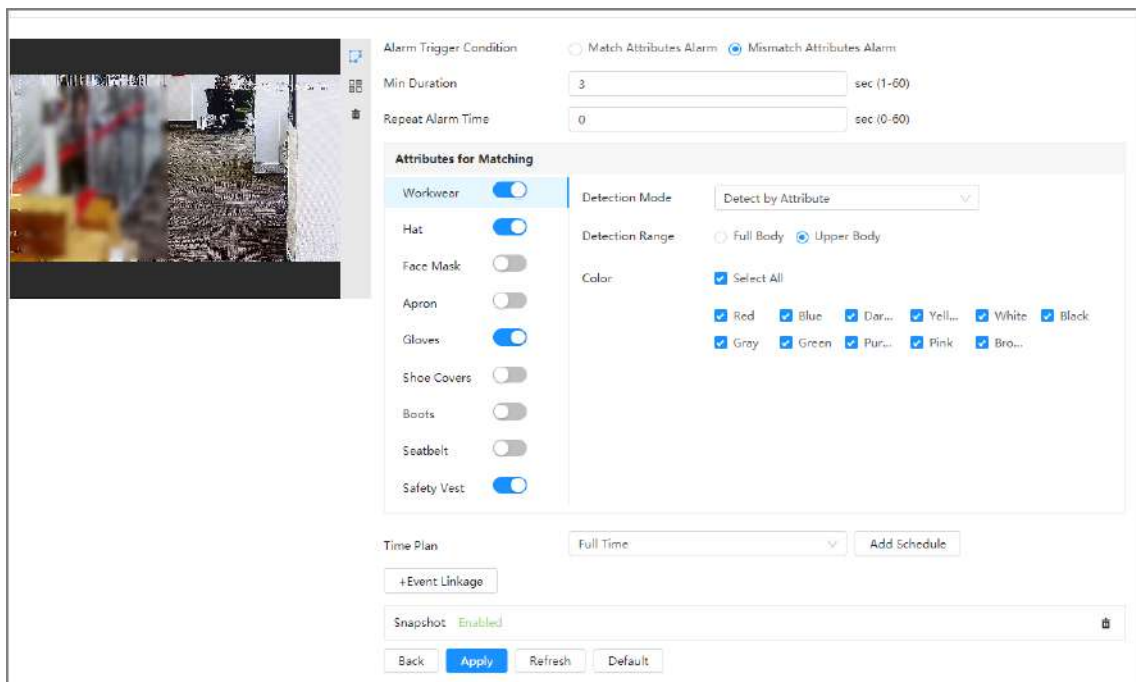 Alarm Trigger Condition Match Attributes Alarm Mismatch Attributes Alarm
Min Duration 3 sec (1-60)
Repeat Alarm Time 0 sec (0-60)
Attributes for Matching
Workwear
Hat
Face Mask
Apron
Gloves
Shoe Covers
Boots
Seatbelt
Safety Vest
Detection Mode Detect by Attribute
Detection Range Full Body Upper Body
Color Select All
Red Blue Dar... Yell... White Black
Gray Green Pur... Pink Bro...
Time Plan Full Time Add Schedule
+Event Linkage
Snapshot Enabled
Back Apply Refresh Default